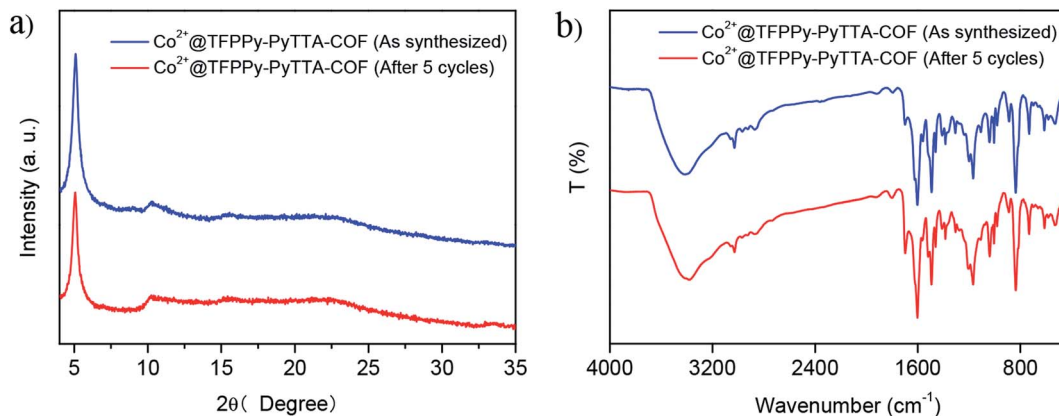 a)
Co²⁺@TFPPy-PyTTA-COF (As synthesized)
Co²⁺@TFPPy-PyTTA-COF (After 5 cycles)
Intensity (a. u.)
5 10 15 20 25 30 35
2θ( Degree)
b)
Co²⁺@TFPPy-PyTTA-COF (As synthesized)
Co²⁺@TFPPy-PyTTA-COF (After 5 cycles)
T (%)
4000 3200 2400 1600 800
Wavenumber (cm⁻¹)